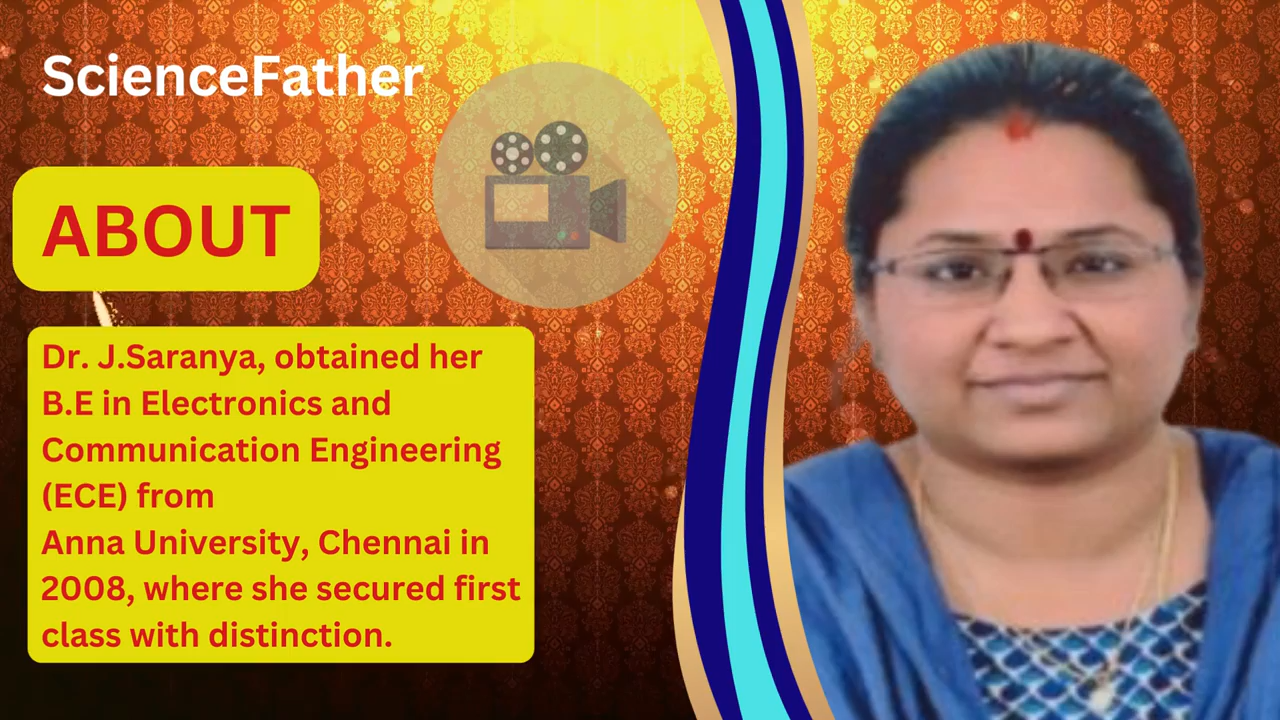 ScienceFather
ABOUT
Dr. J.Saranya, obtained her
B.E in Electronics and
Communication Engineering
(ECE) from
Anna University, Chennai in
2008, where she secured first
class with distinction.